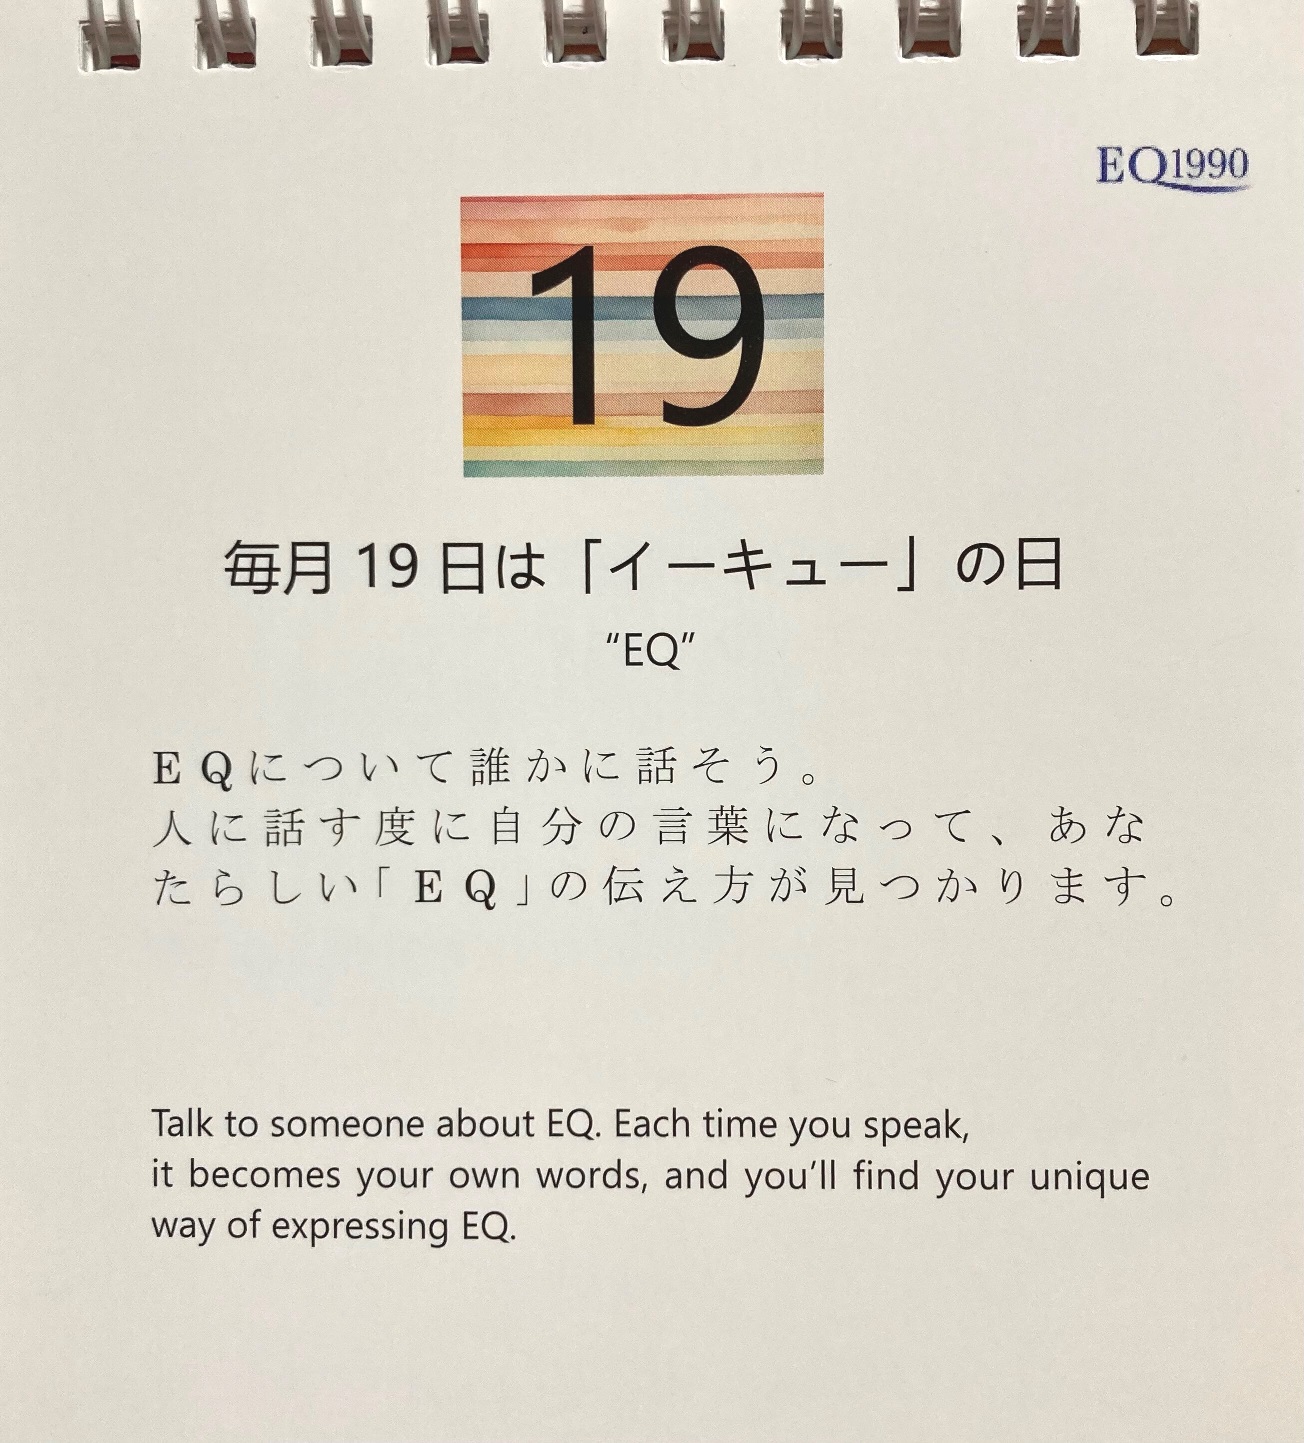 EQ1990
19
毎月19日は「イーキュー」の日
“EQ”
EQについて誰かに話そう。
人に話す度に自分の言葉になって、あな
たらしい「EQ」の伝え方が見つかります。
Talk to someone about EQ. Each time you speak,
it becomes your own words, and you’ll find your unique
way of expressing EQ.